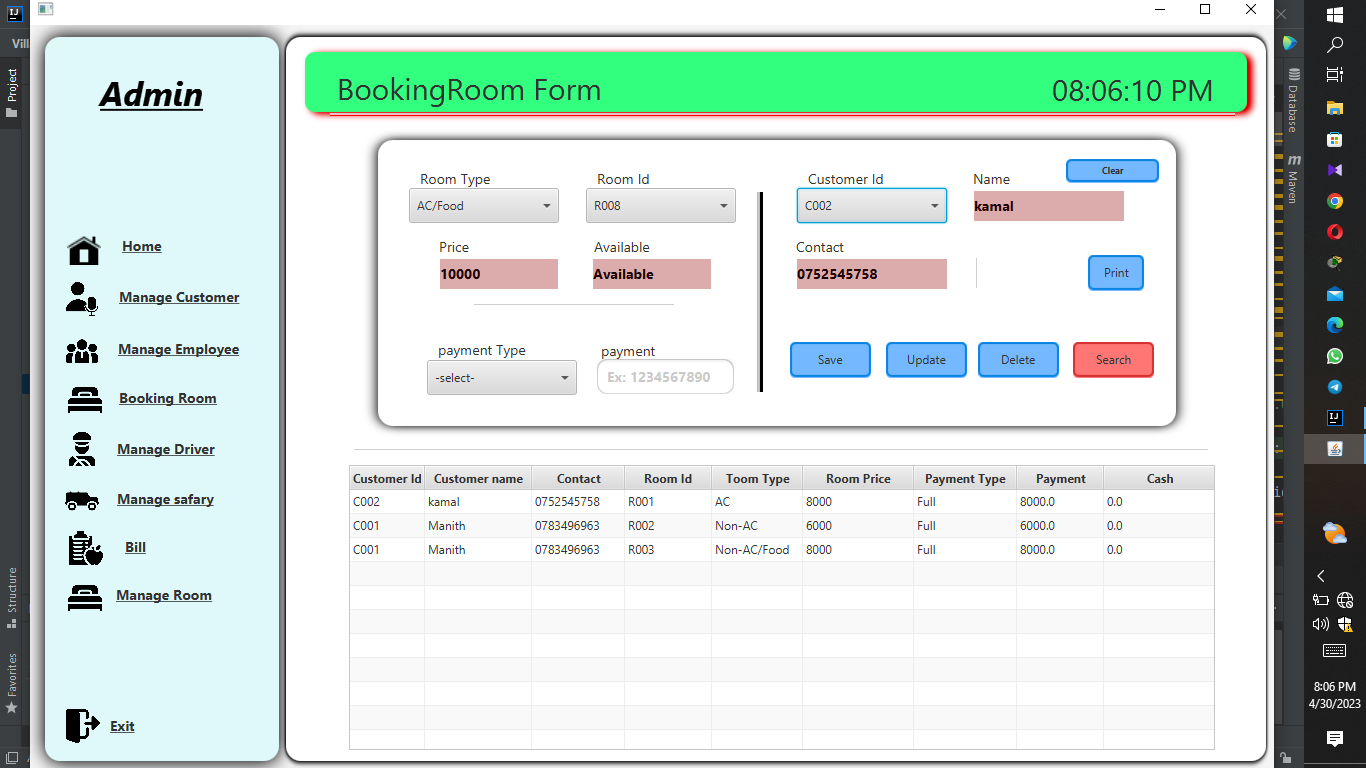 IJ
Vill
Project
Structure
Favorites
Admin
Home
Manage Customer
Manage Employee
Booking Room
Manage Driver
Manage safary
Bill
Manage Room
Exit
BookingRoom Form 08:06:10 PM
Clear
Room Type Room Id Customer Id Name
AC/Food R008 C002 kamal
Price Available Contact
10000 Available 0752545758 Print
payment Type payment
-select- Ex: 1234567890
Save Update Delete Search
Customer Id Customer name Contact Room Id Toom Type Room Price Payment Type Payment Cash
C002 kamal 0752545758 R001 AC 8000 Full 8000.0 0.0
C001 Manith 0783496963 R002 Non-AC 6000 Full 6000.0 0.0
C001 Manith 0783496963 R003 Non-AC/Food 8000 Full 8000.0 0.0
Database
m
Maven
IJ
8:06 PM
4/30/2023